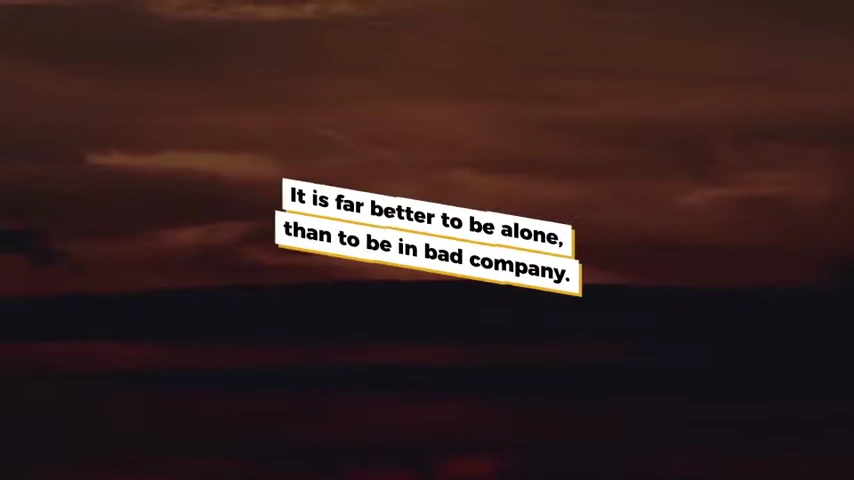 It is far better to be alone,
than to be in bad company.